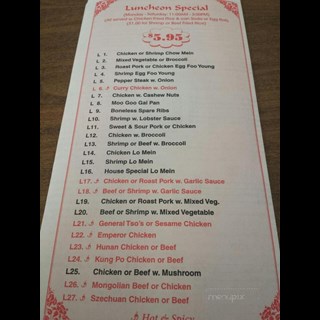 Luncheon Special
(Monday - Saturday 11:00AM - 3:00PM)
$5.95
L 1. Chicken or Shrimp Chow Mein
L 2. Mixed Vegetable or Broccoli
L 3. Roast Pork or Chicken Egg Foo Young
L 4. Shrimp Egg Foo Young
L 5. Pepper Steak w. Onion
L 6. Curry Chicken w. Onion
L 7. Chicken w. Cashew Nuts
L 8. Moo Goo Gai Pan
L 9. Boneless Spare Ribs
L10. Shrimp w. Lobster Sauce
L11. Sweet & Sour Pork or Chicken
L12. Chicken w. Broccoli
L13. Shrimp or Beef w. Broccoli
L14. Chicken Lo Mein
L15. Shrimp Lo Mein
L16. House Special Lo Mein
L17. Chicken or Roast Pork w. Garlic Sauce
L18. Beef or Shrimp w. Garlic Sauce
L19. Chicken or Roast Pork w. Mixed Veg.
L20. Beef or Shrimp w. Mixed Vegetable
L21. General Tso's or Sesame Chicken
L22. Emperor Chicken
L23. Hunan Chicken or Beef
L24. Kung Po Chicken or Beef
L25. Chicken or Beef w. Mushroom
L26. Mongolian Beef or Chicken
L27. Szechuan Chicken or Beef
Hot & Spicy
menupix